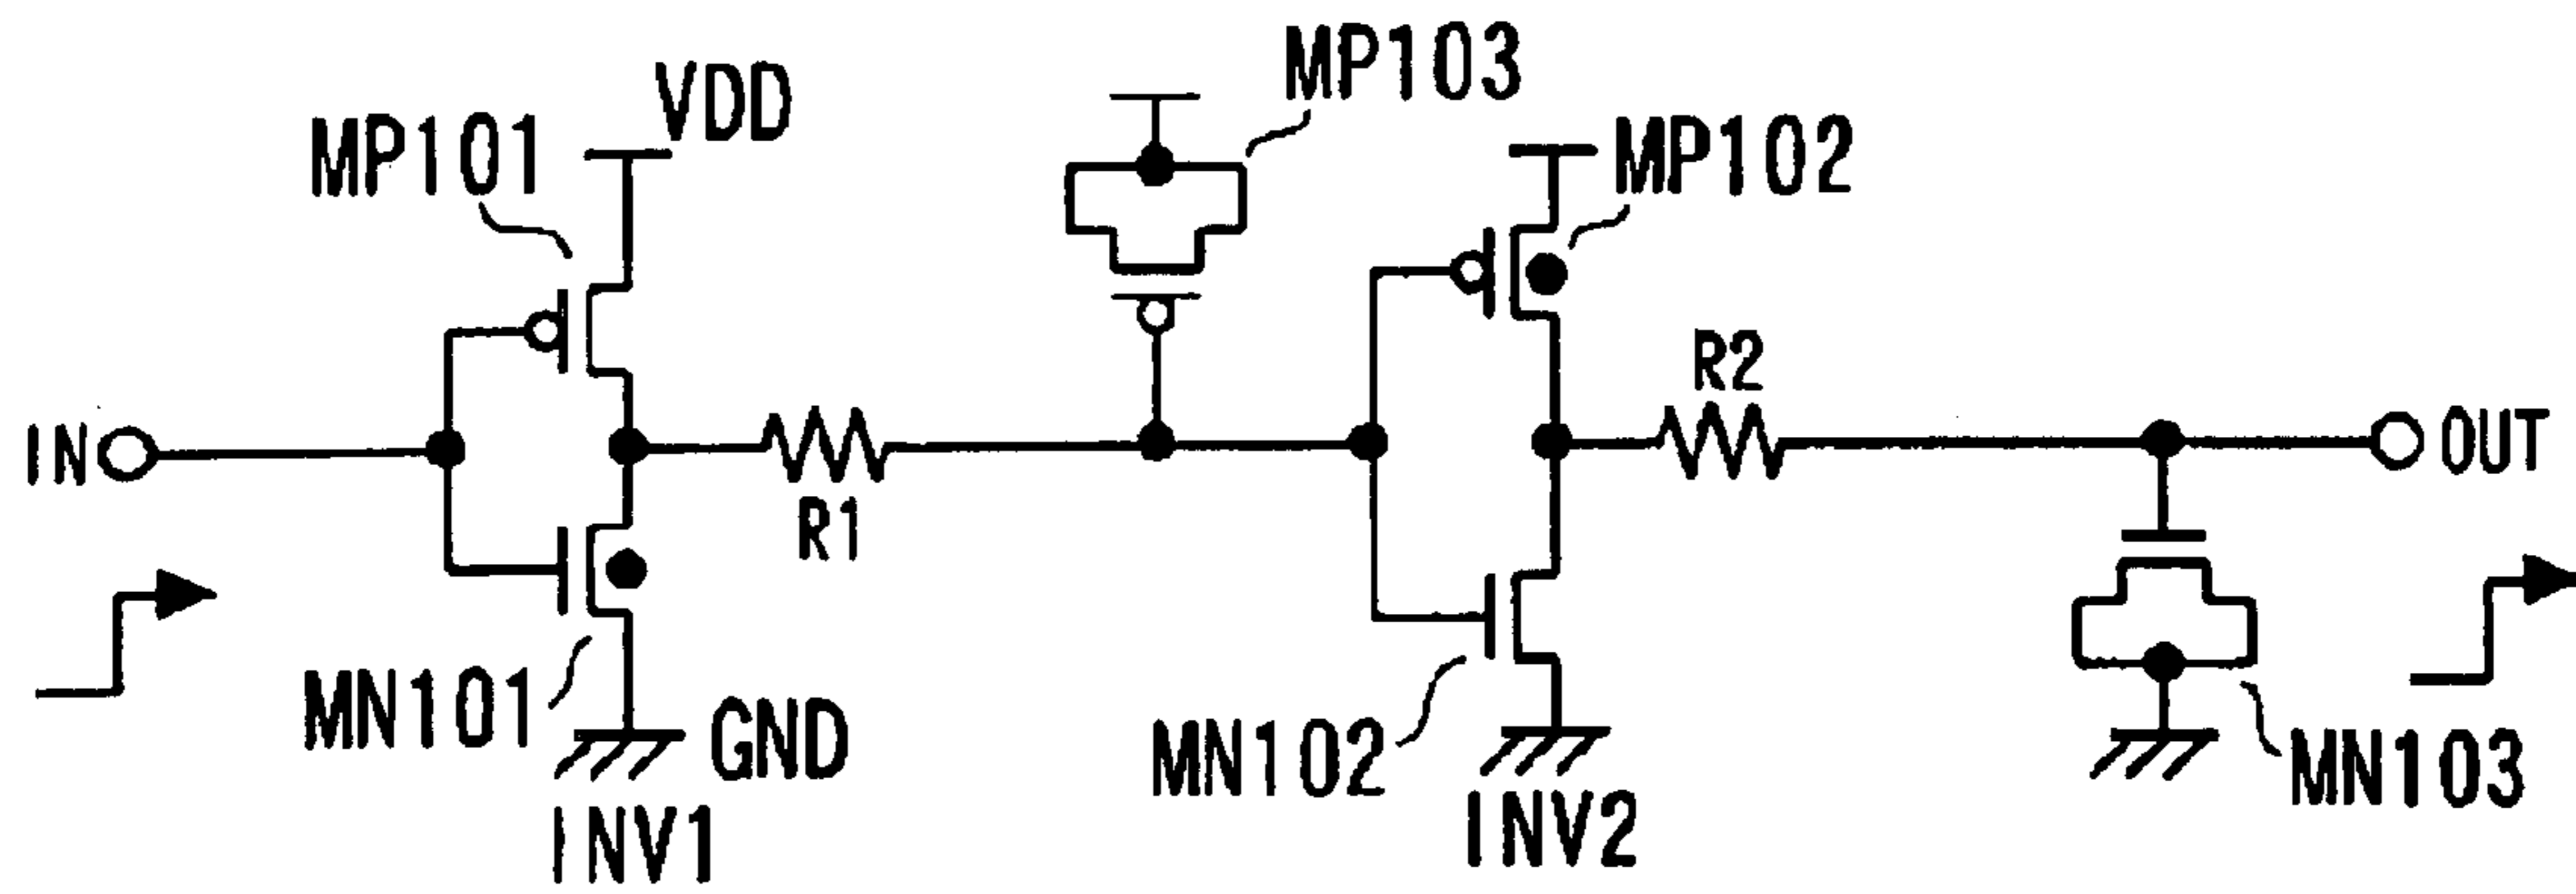 MP103
VDD
MP101
MP102
R2
IN
OUT
R1
MN101
GND
MN102
MN103
INV1
INV2